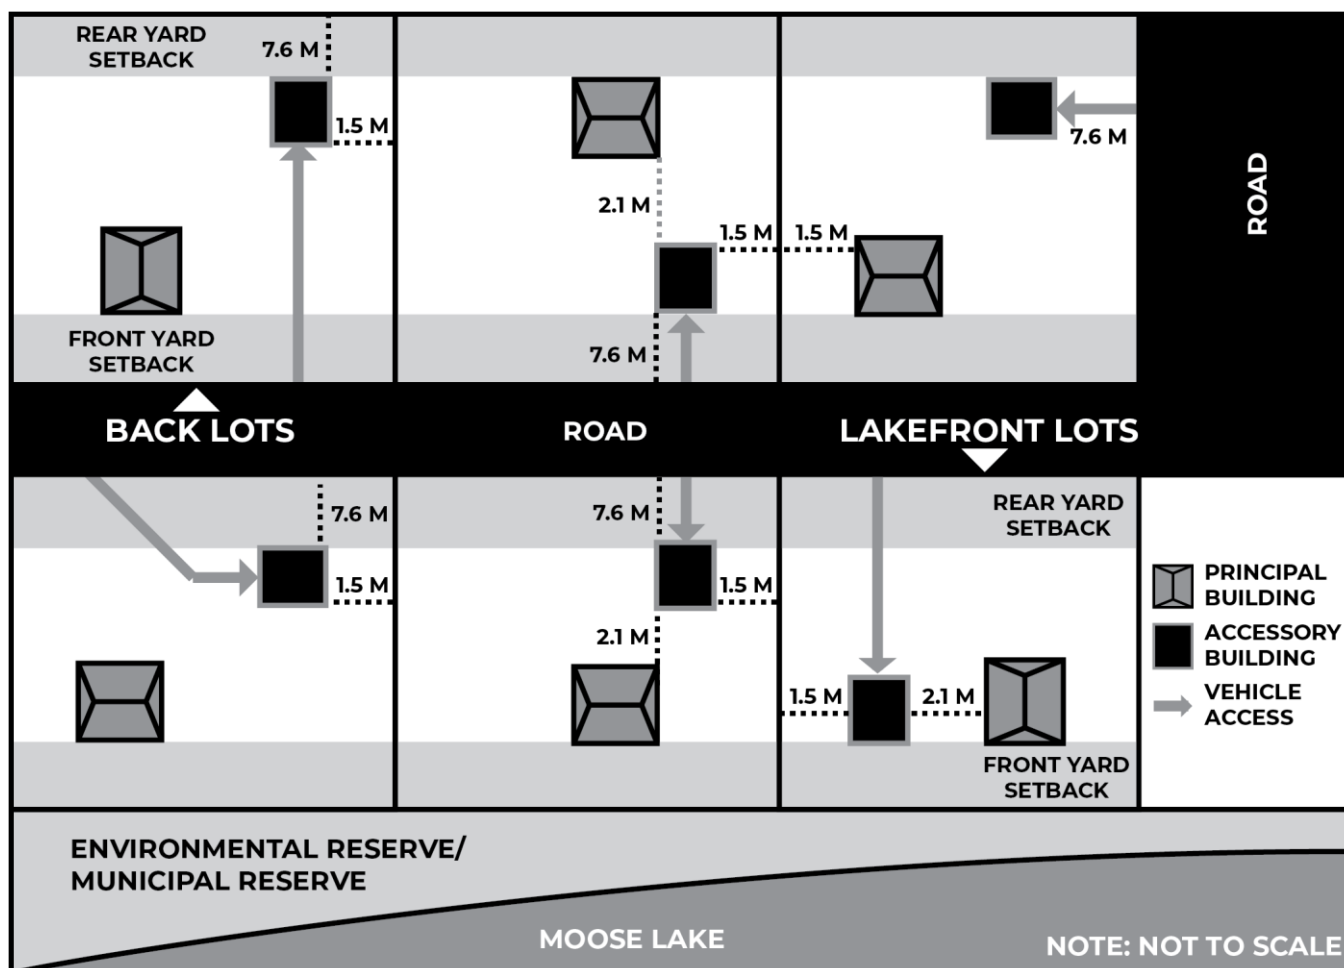 REAR YARD
SETBACK
7.6 M
1.5 M
7.6 M
2.1 M
1.5 M
1.5 M
ROAD
FRONT YARD
SETBACK
7.6 M
BACK LOTS
ROAD
LAKEFRONT LOTS
7.6 M
7.6 M
REAR YARD
SETBACK
1.5 M
1.5 M
2.1 M
1.5 M
2.1 M
FRONT YARD
SETBACK
PRINCIPAL
BUILDING
ACCESSORY
BUILDING
VEHICLE
ACCESS
ENVIRONMENTAL RESERVE/
MUNICIPAL RESERVE
MOOSE LAKE
NOTE: NOT TO SCALE